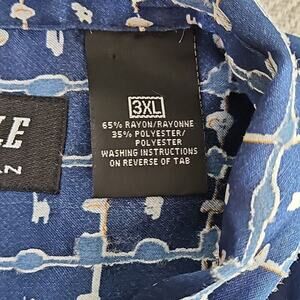 3XL
65% RAYON/RAYONNE
35% POLYESTER/
POLYESTER
WASHING INSTRUCTIONS
ON REVERSE OF TAB